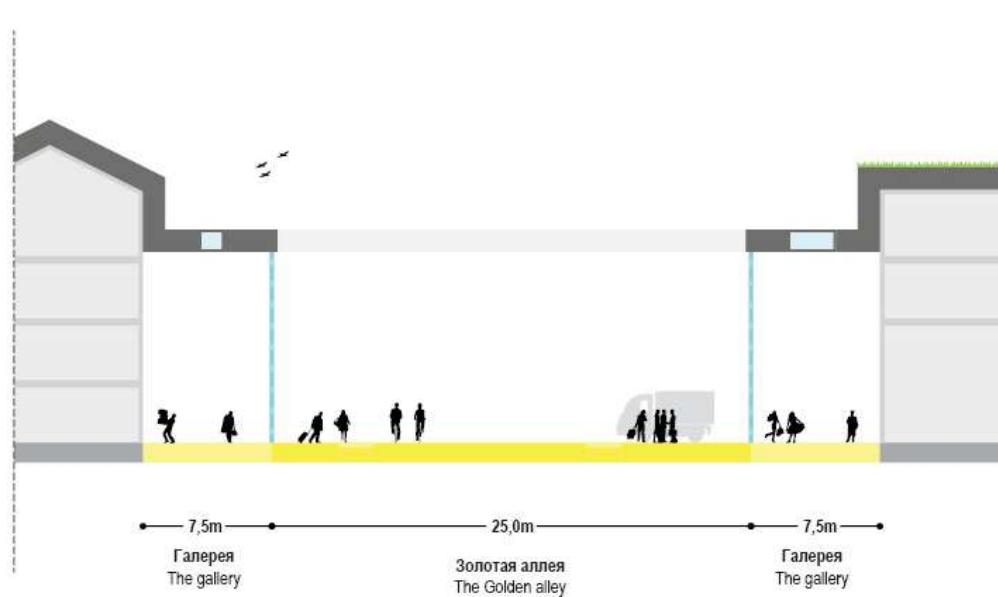 7,5m
25,0m
7,5m
Галерея
The gallery
Золотая аллея
The Golden alley
Галерея
The gallery